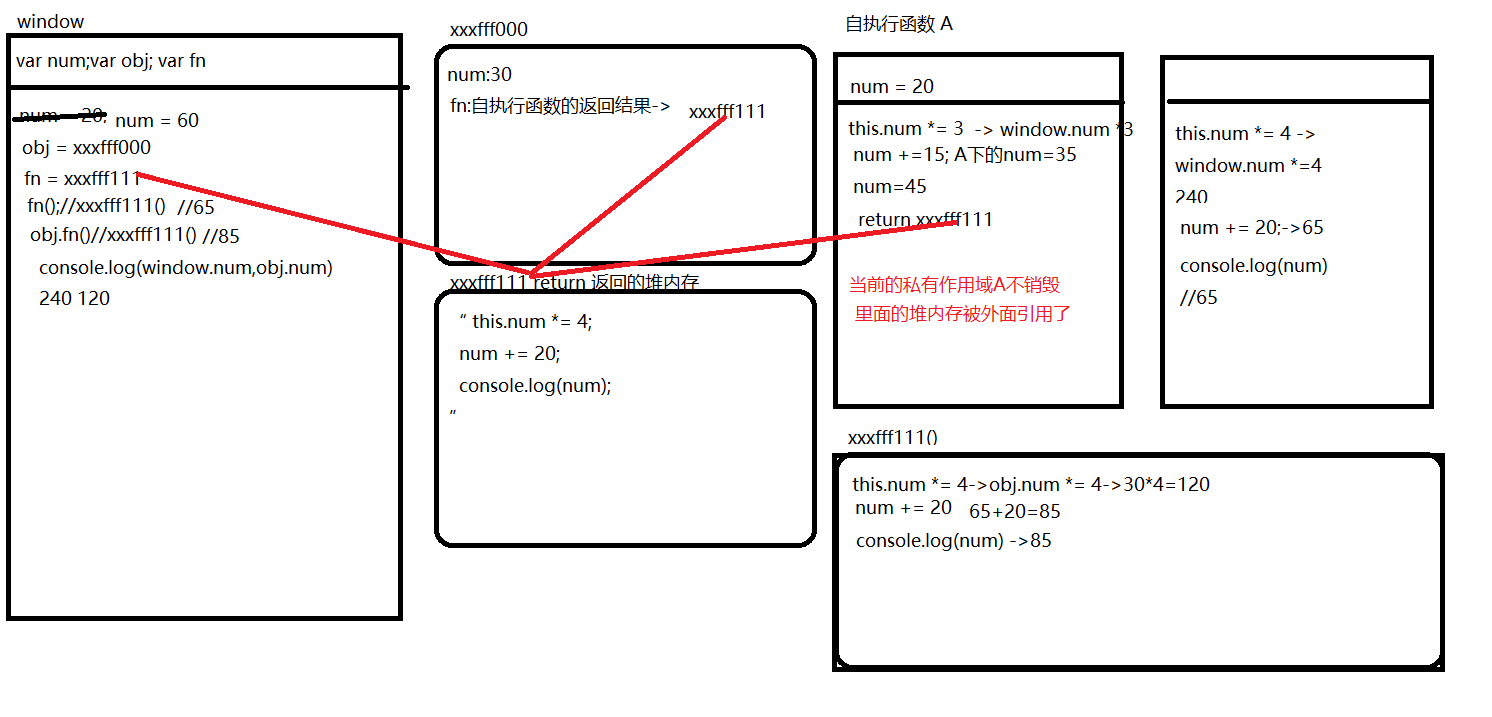 window
var num;var obj; var fn
num = 20;
num = 60
obj = xxxfff000
fn = xxxfff111
fn();//xxxfff111() //65
obj.fn()//xxxfff111() //85
console.log(window.num,obj.num)
240 120
xxxfff000
num:30
fn:自执行函数的返回结果-> xxxfff111
xxxfff111 return 返回的堆内存
“ this.num *= 4;
num += 20;
console.log(num);
”
自执行函数 A
num = 20
this.num *= 3 -> window.num *3
num +=15; A下的num=35
num=45
return xxxfff111
当前的私有作用域A不销毁
里面的堆内存被外面引用了
this.num *= 4 ->
window.num *=4
240
num += 20;->65
console.log(num)
//65
xxxfff111()
this.num *= 4->obj.num *= 4->30*4=120
num += 20 65+20=85
console.log(num) ->85